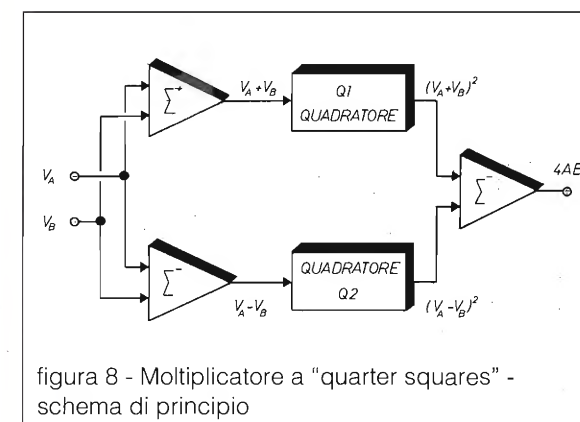 V_A+V_B
Σ⁺
Q1
QUADRATORE
(V_A+V_B)²
V_A
V_B
Σ⁻
4AB
Σ⁻
V_A-V_B
QUADRATORE
Q2
(V_A-V_B)²
figura 8 - Moltiplicatore a "quarter squares" -
schema di principio